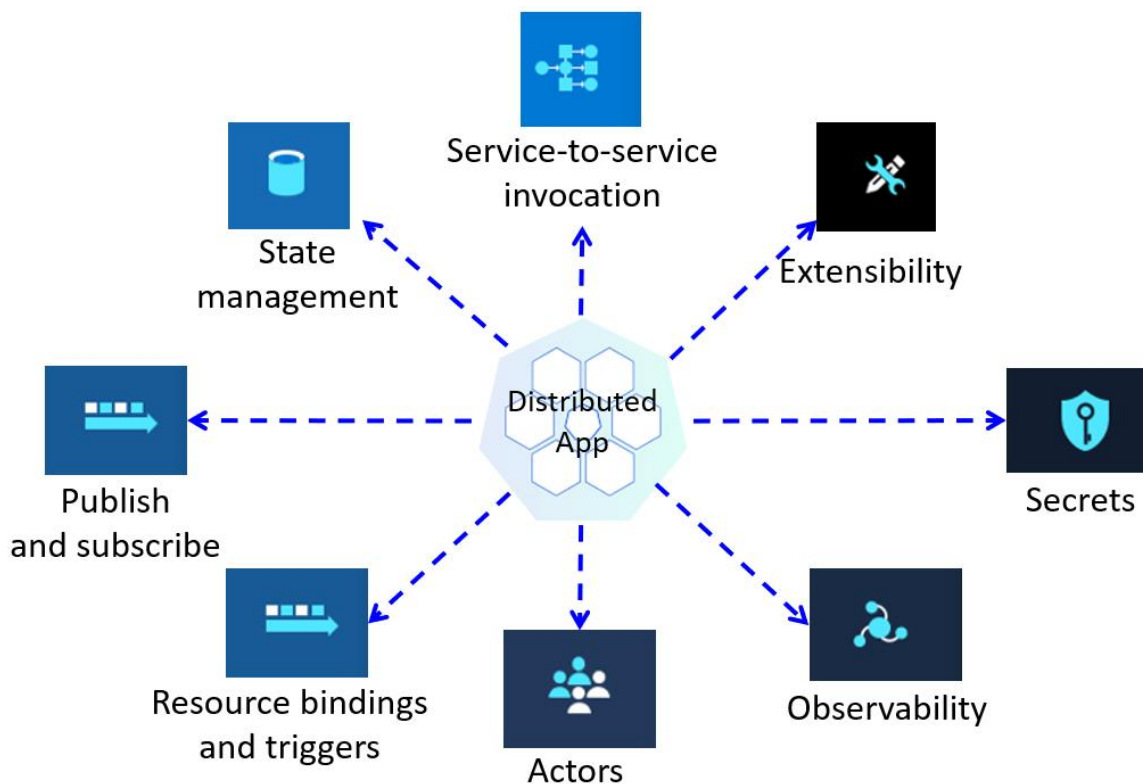 Service-to-service
invocation
State
management
Extensibility
Distributed
App
Publish
and subscribe
Secrets
Resource bindings
and triggers
Actors
Observability